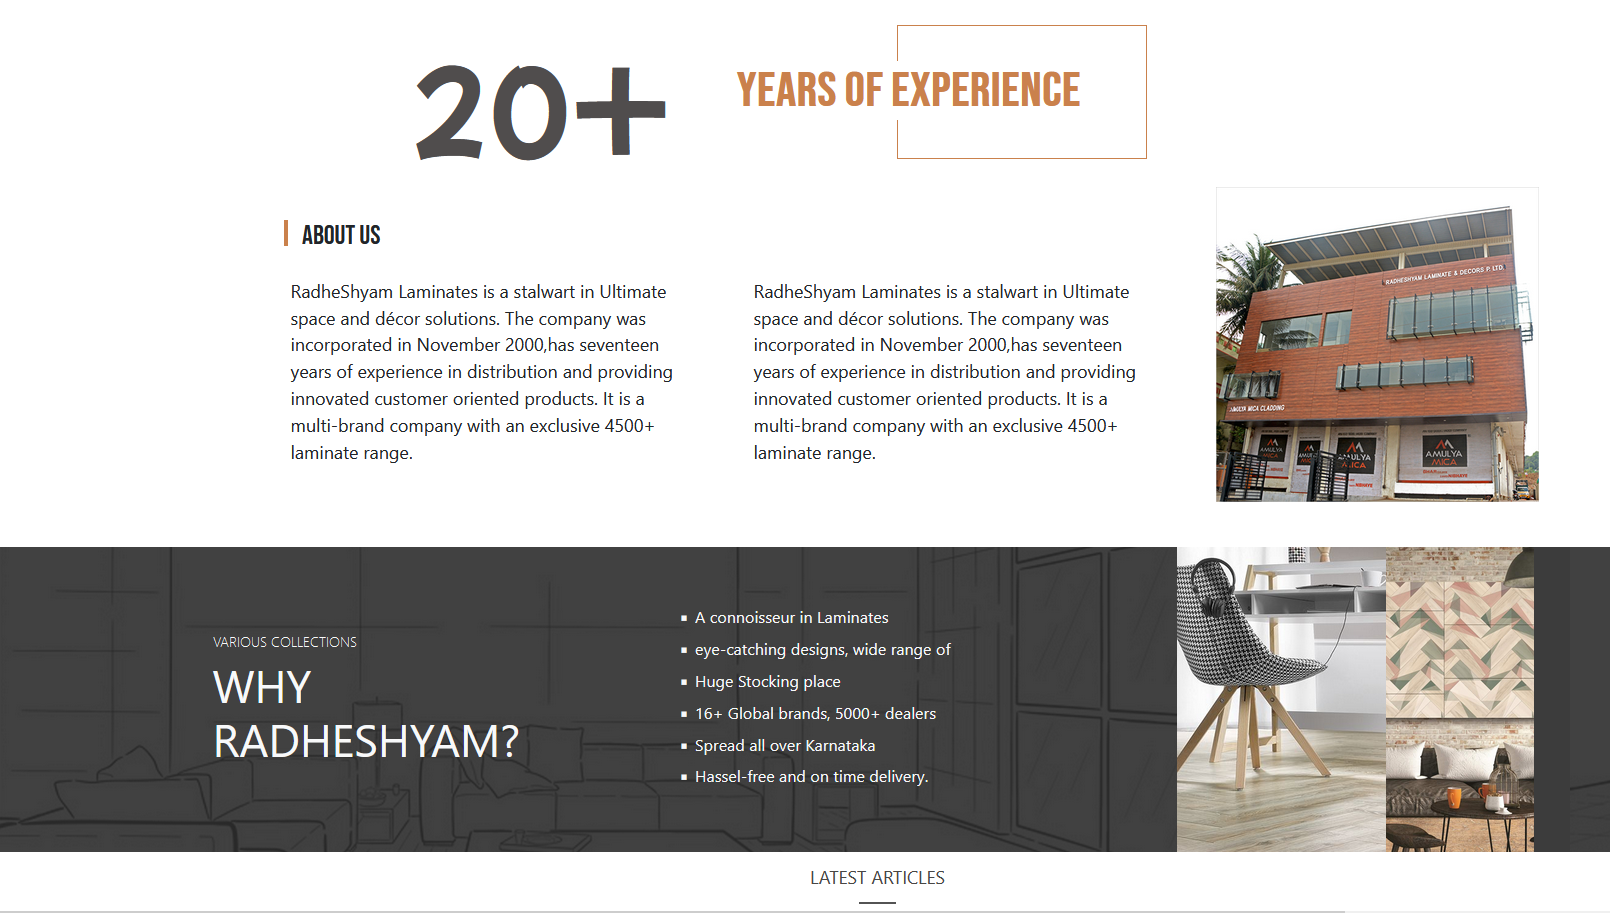 20+
YEARS OF EXPERIENCE
ABOUT US
RadheShyam Laminates is a stalwart in Ultimate
space and décor solutions. The company was
incorporated in November 2000,has seventeen
years of experience in distribution and providing
innovated customer oriented products. It is a
multi-brand company with an exclusive 4500+
laminate range.
RadheShyam Laminates is a stalwart in Ultimate
space and décor solutions. The company was
incorporated in November 2000,has seventeen
years of experience in distribution and providing
innovated customer oriented products. It is a
multi-brand company with an exclusive 4500+
laminate range.
RADHESHYAM LAMINATE & DECORS P. LTD.
AMULYA MICA CLADDING
AMULYA
MICA
AMULYA
MICA
AMULYA
MICA
VARIOUS COLLECTIONS
WHY
RADHESHYAM?
A connoisseur in Laminates
eye-catching designs, wide range of
Huge Stocking place
16+ Global brands, 5000+ dealers
Spread all over Karnataka
Hassel-free and on time delivery.
LATEST ARTICLES